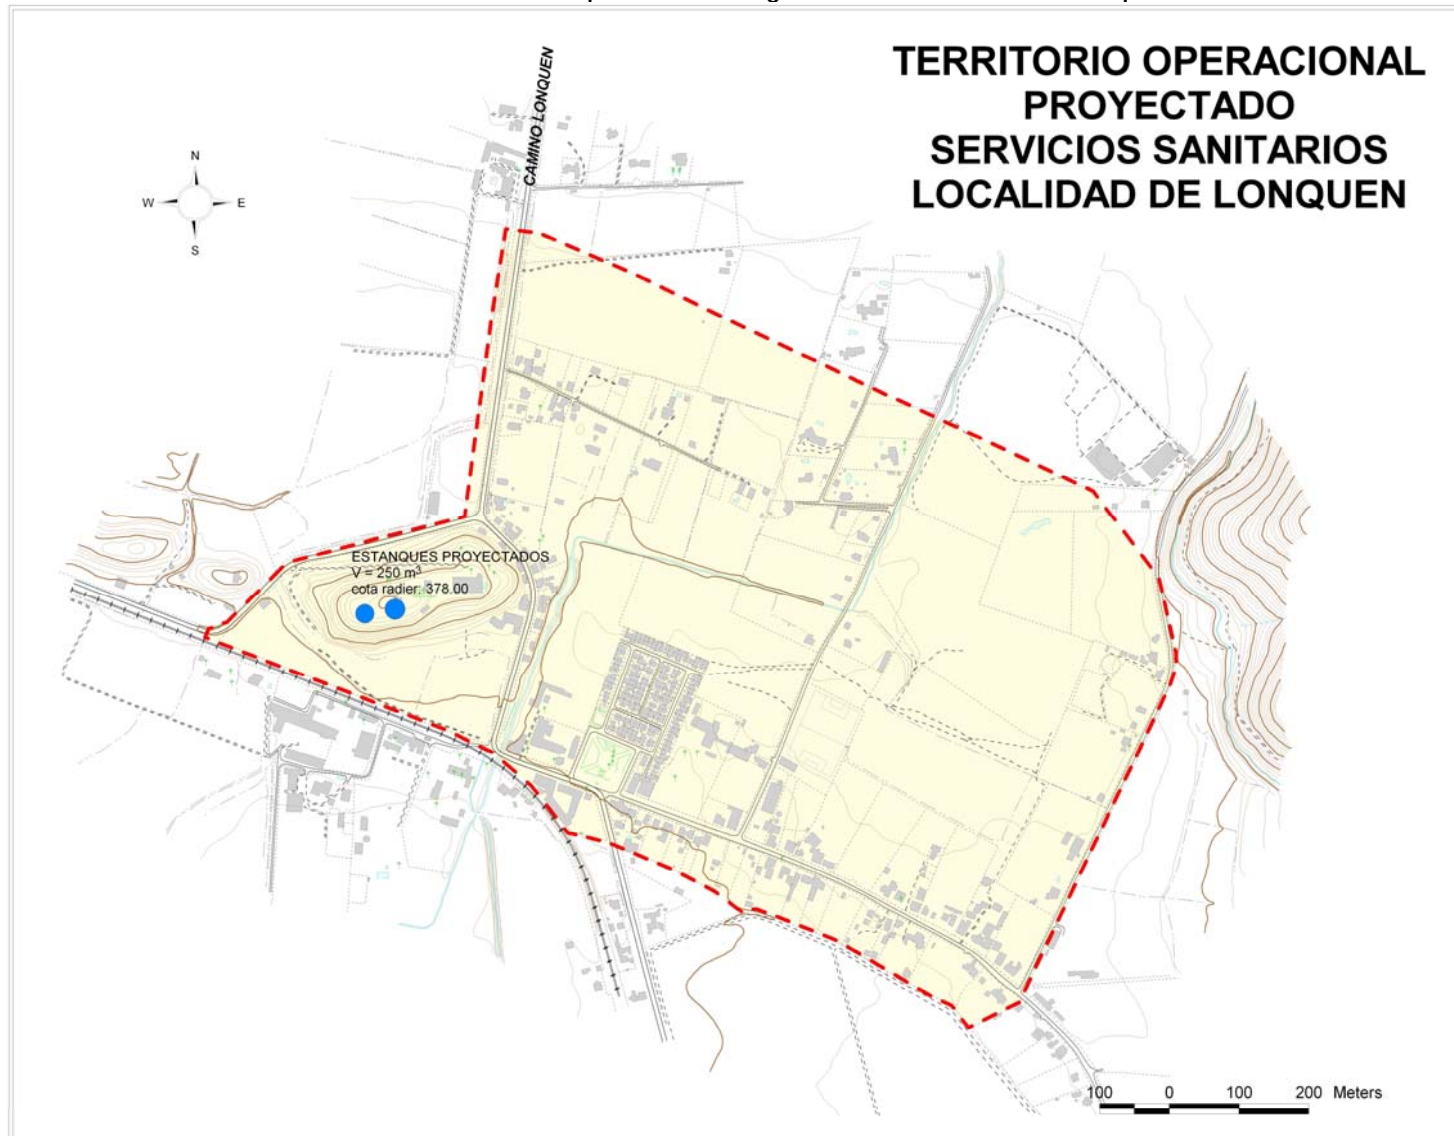 TERRITORIO OPERACIONAL
PROYECTADO
SERVICIOS SANITARIOS
LOCALIDAD DE LONQUEN
CAMINO LONQUEN
N
W E
S
ESTANQUES PROYECTADOS
V = 250 m³
cota radier: 378.00
100 0 100 200 Meters